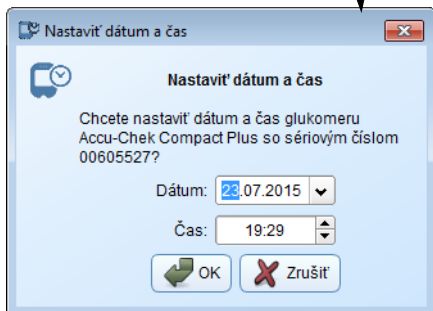 Nastaviť dátum a čas
Nastaviť dátum a čas
Chcete nastaviť dátum a čas glukomeru
Accu-Chek Compact Plus so sériovým číslom
00605527?
Dátum: 23.07.2015
Čas: 19:29
OK Zrušiť